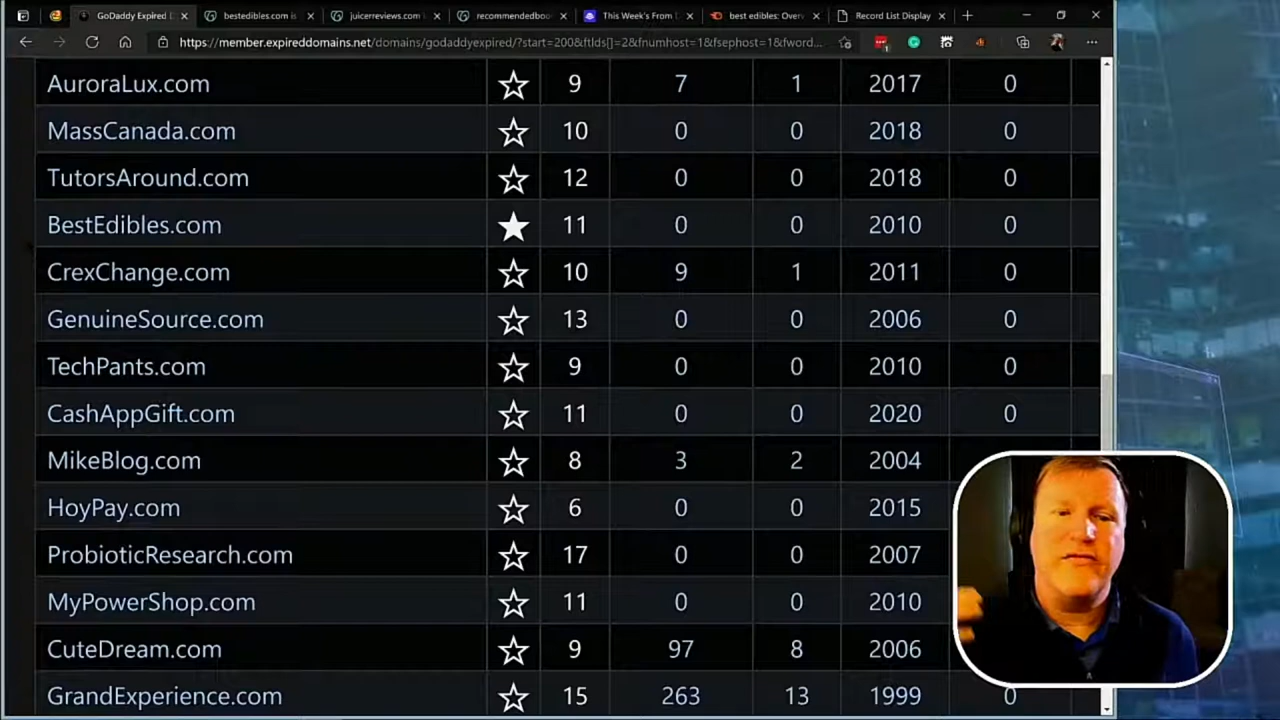 GoDaddy Expired D
bestedibles.com is
juicerreviews.com
recommendedboo
This Week's From D
best edibles: Over
Record List Display
https://member.expireddomains.net/domains/godaddyexpired/?start=200&ftlds[]=2&fnumhost=1&fsephost=1&fword...
AuroraLux.com 9 7 1 2017 0
MassCanada.com 10 0 0 2018 0
TutorsAround.com 12 0 0 2018 0
BestEdibles.com 11 0 0 2010 0
CrexChange.com 10 9 1 2011 0
GenuineSource.com 13 0 0 2006 0
TechPants.com 9 0 0 2010 0
CashAppGift.com 11 0 0 2020 0
MikeBlog.com 8 3 2 2004
HoyPay.com 6 0 0 2015
ProbioticResearch.com 17 0 0 2007
MyPowerShop.com 11 0 0 2010
CuteDream.com 9 97 8 2006
GrandExperience.com 15 263 13 1999 0